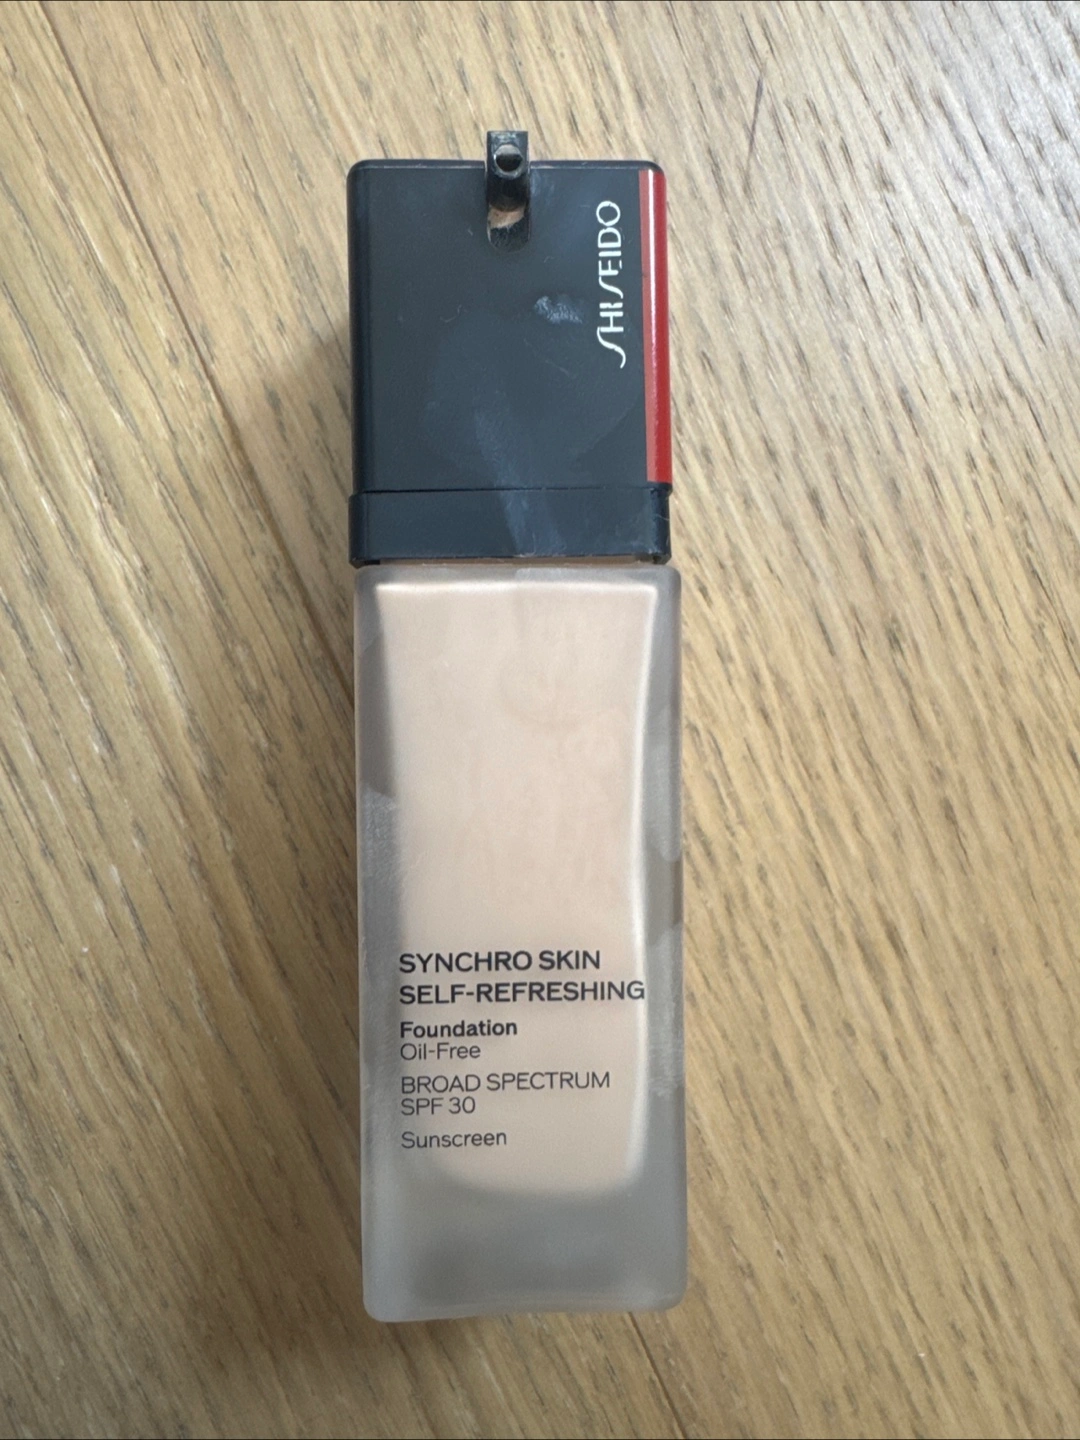 SHISEIDO
SYNCHRO SKIN
SELF-REFRESHING
Foundation
Oil-Free
BROAD SPECTRUM
SPF 30
Sunscreen